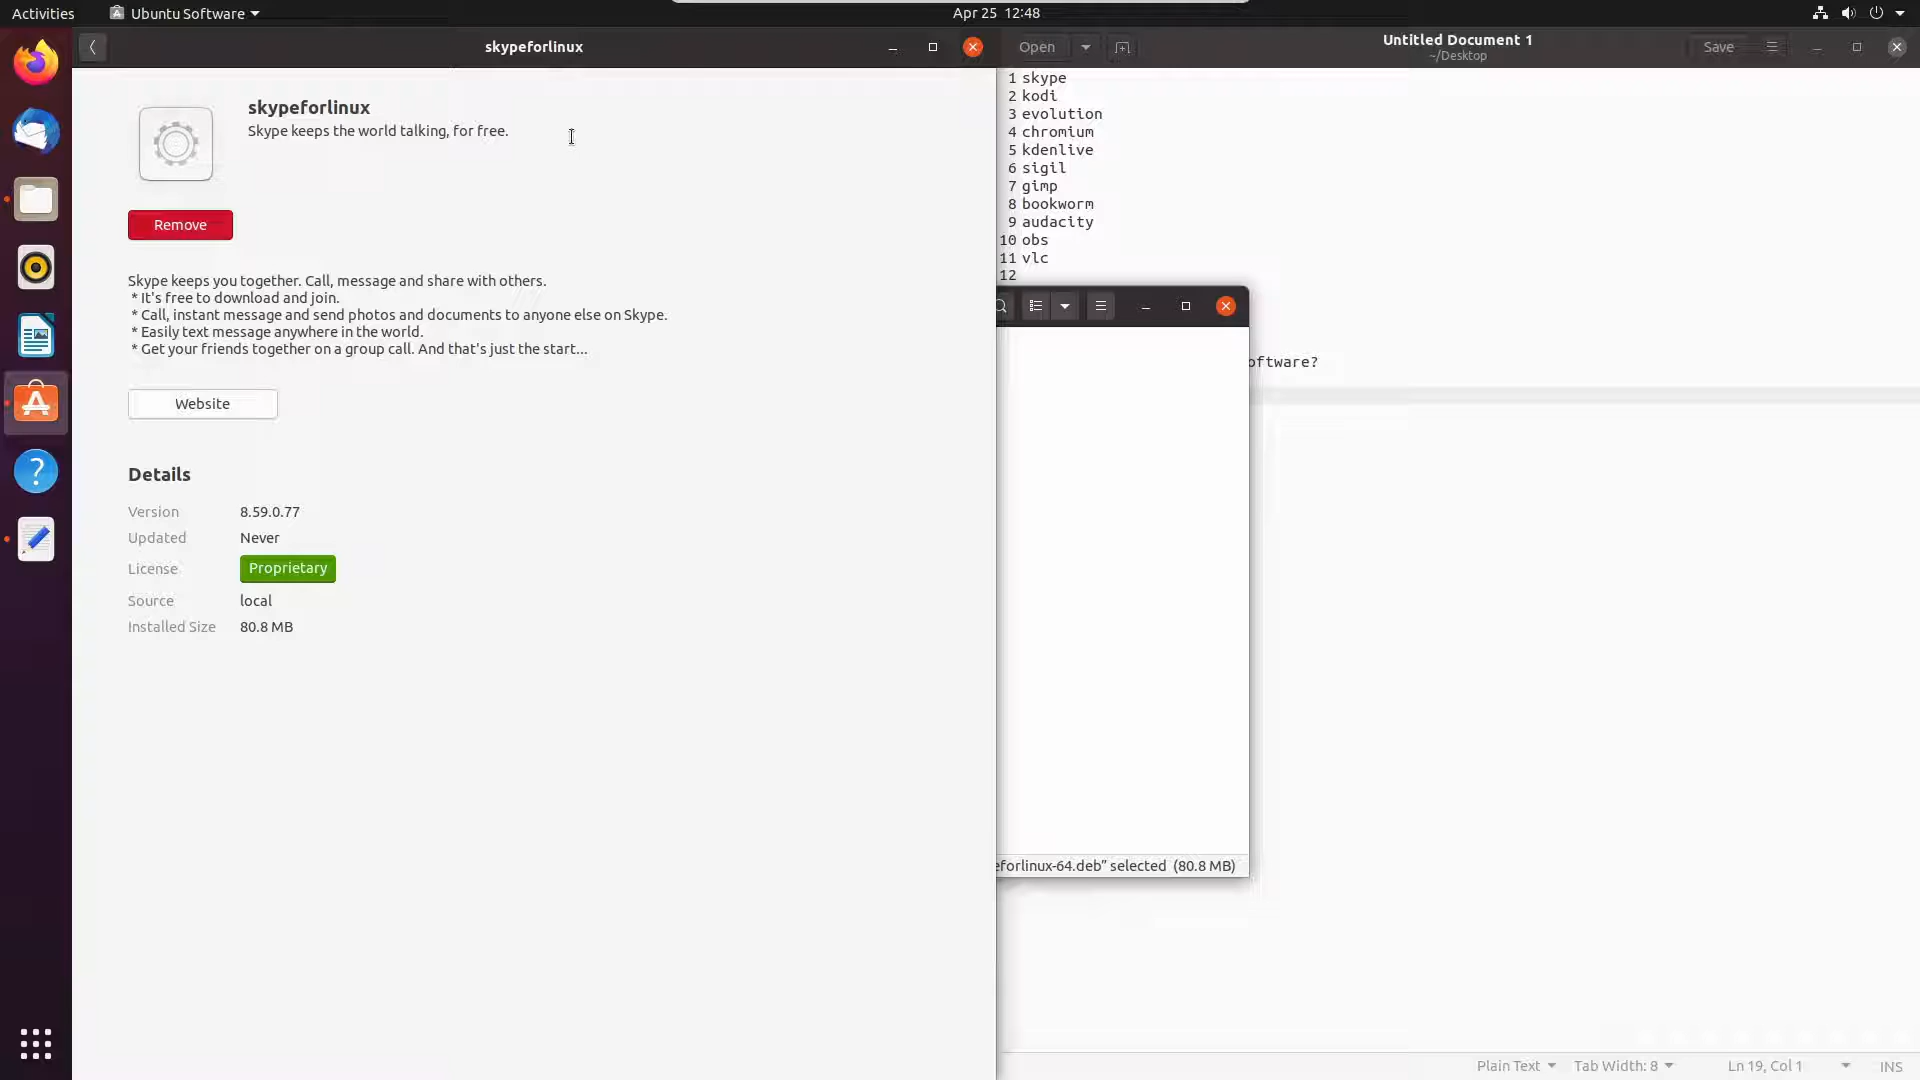 Activities
Ubuntu Software
Apr 25 12:48
skypeforlinux
skypeforlinux
Skype keeps the world talking, for free.
Remove
Skype keeps you together. Call, message and share with others.
* It's free to download and join.
* Call, instant message and send photos and documents to anyone else on Skype.
* Easily text message anywhere in the world.
* Get your friends together on a group call. And that's just the start...
Website
Details
Version 8.59.0.77
Updated Never
License Proprietary
Source local
Installed Size 80.8 MB
Open
Untitled Document 1
~/Desktop
Save
1 skype
2 kodi
3 evolution
4 chromium
5 kdenlive
6 sigil
7 gimp
8 bookworm
9 audacity
10 obs
11 vlc
12
oftware?
eforlinux-64.deb” selected (80.8 MB)
Plain Text
Tab Width: 8
Ln 19, Col 1
INS